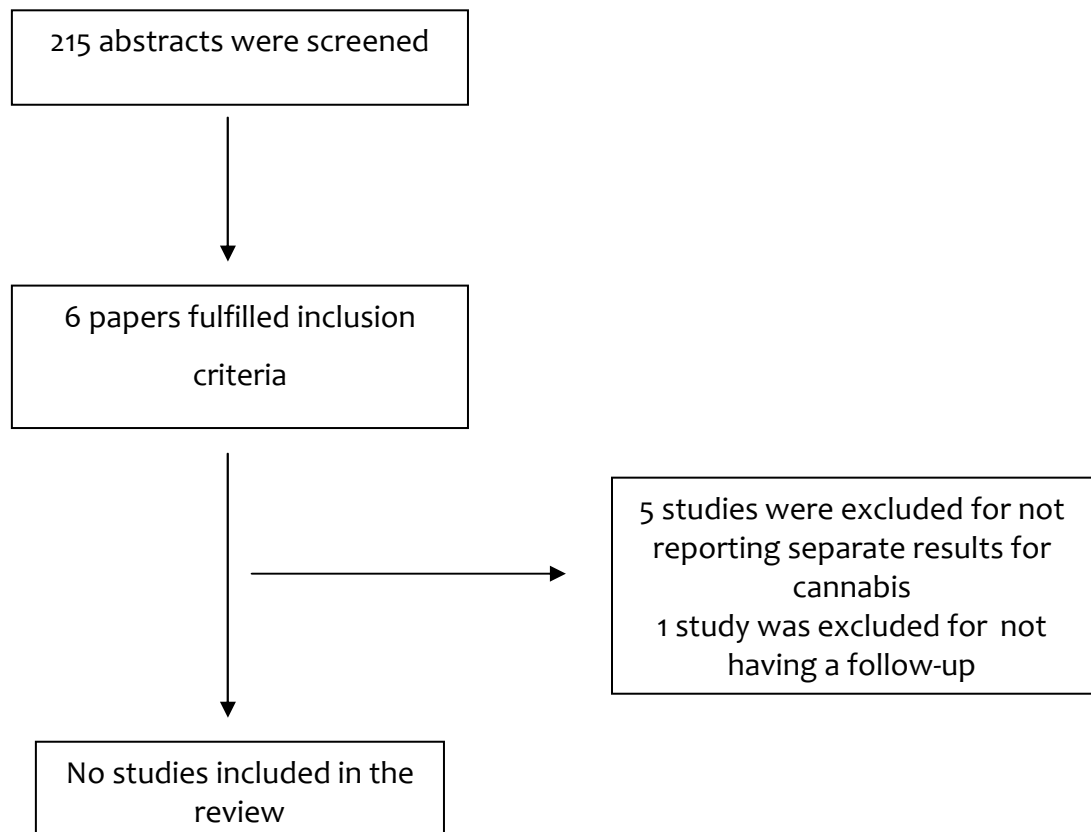 215 abstracts were screened
6 papers fulfilled inclusion
criteria
5 studies were excluded for not
reporting separate results for
cannabis
1 study was excluded for not
having a follow-up
No studies included in the
review